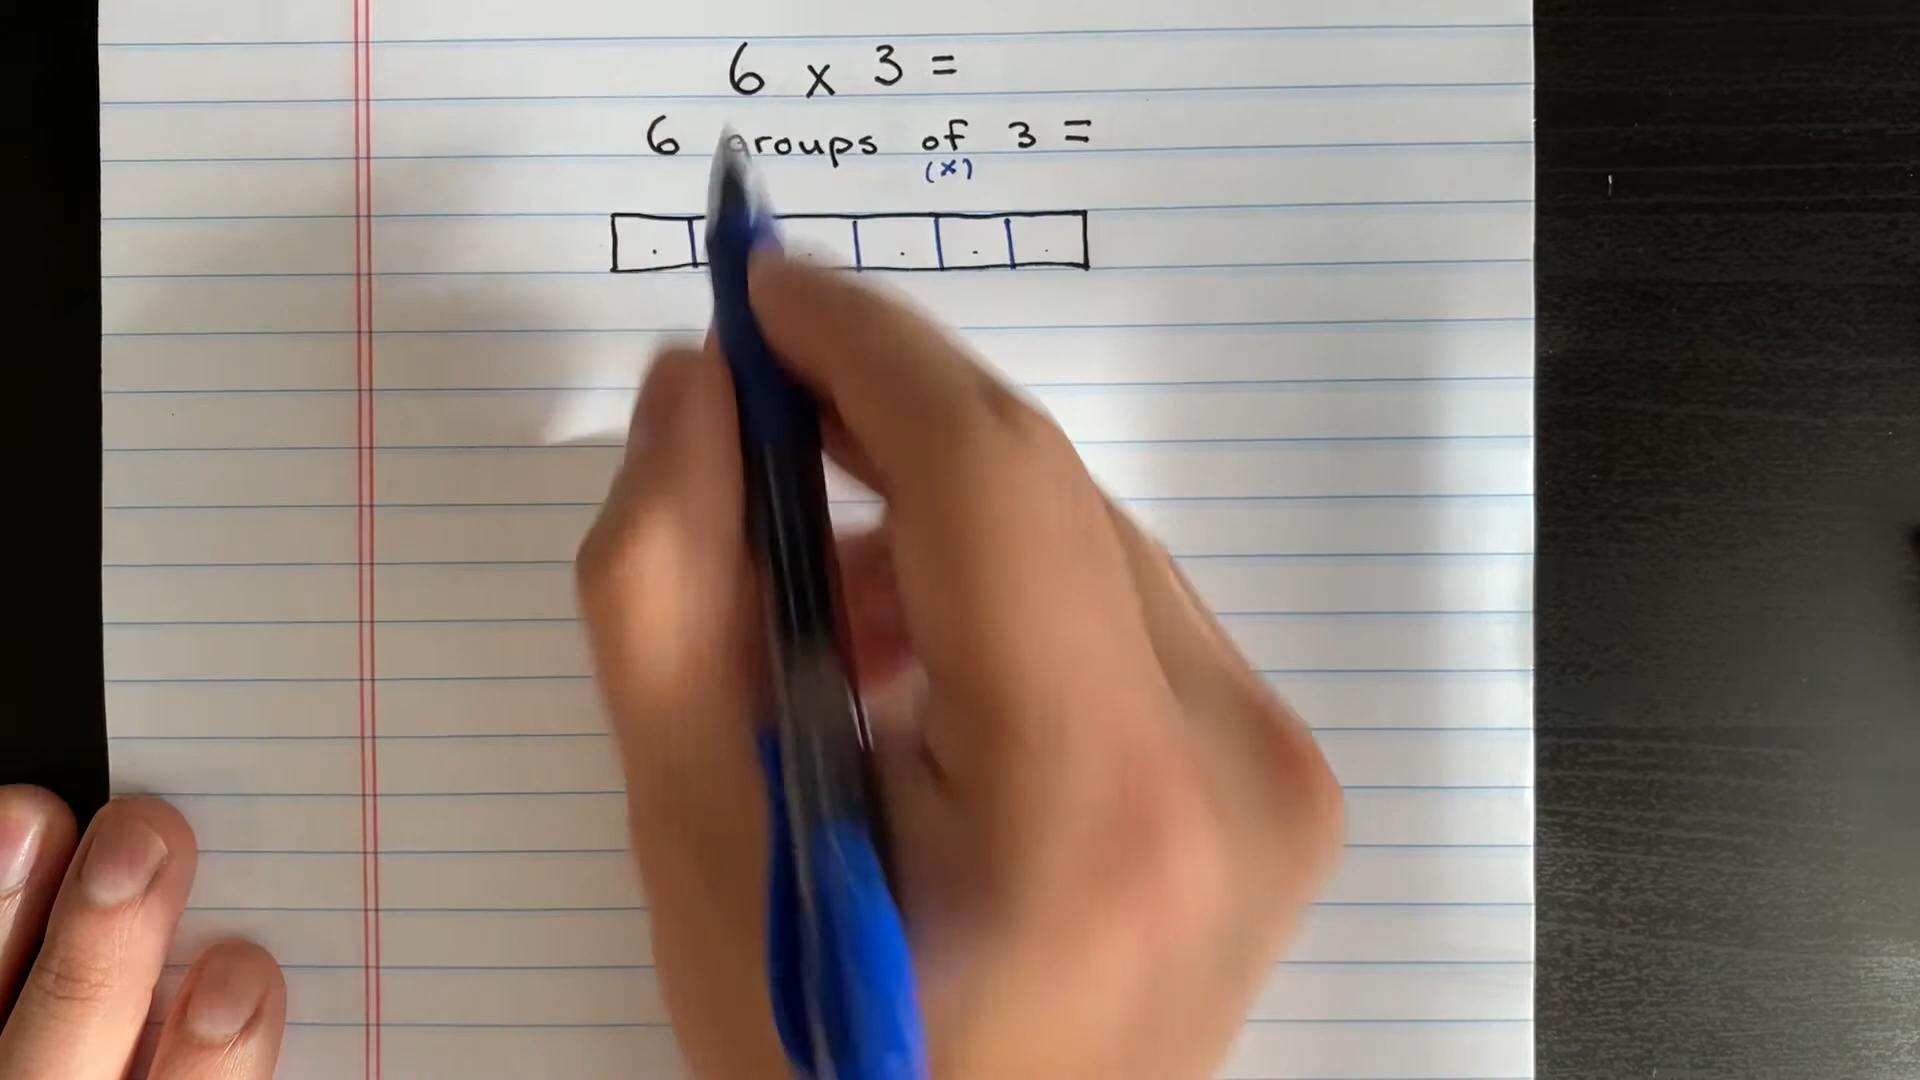 6 x 3 =
6 groups of 3 =
(x)